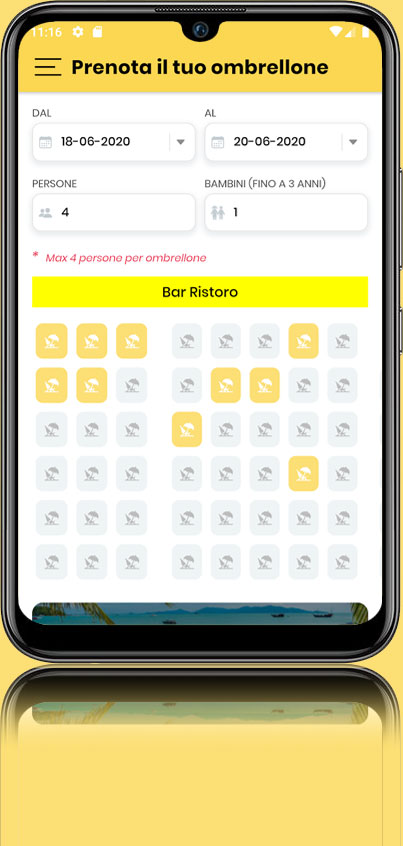 11:16
Prenota il tuo ombrellone
DAL
AL
18-06-2020
20-06-2020
PERSONE
BAMBINI (FINO A 3 ANNI)
4
1
* Max 4 persone per ombrellone
Bar Ristoro